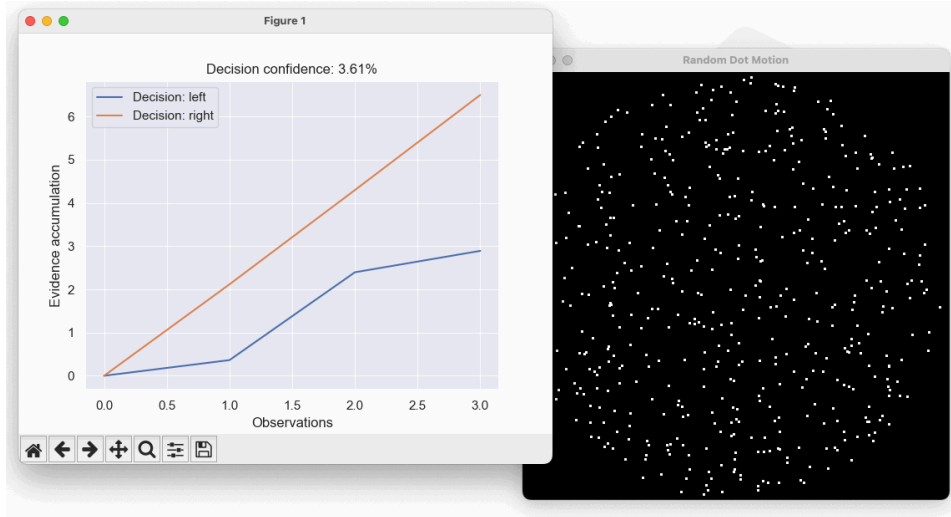 Figure 1
Decision confidence: 3.61%
Decision: left
Decision: right
Evidence accumulation
6
5
4
3
2
1
0
0.0 0.5 1.0 1.5 2.0 2.5 3.0
Observations
Random Dot Motion